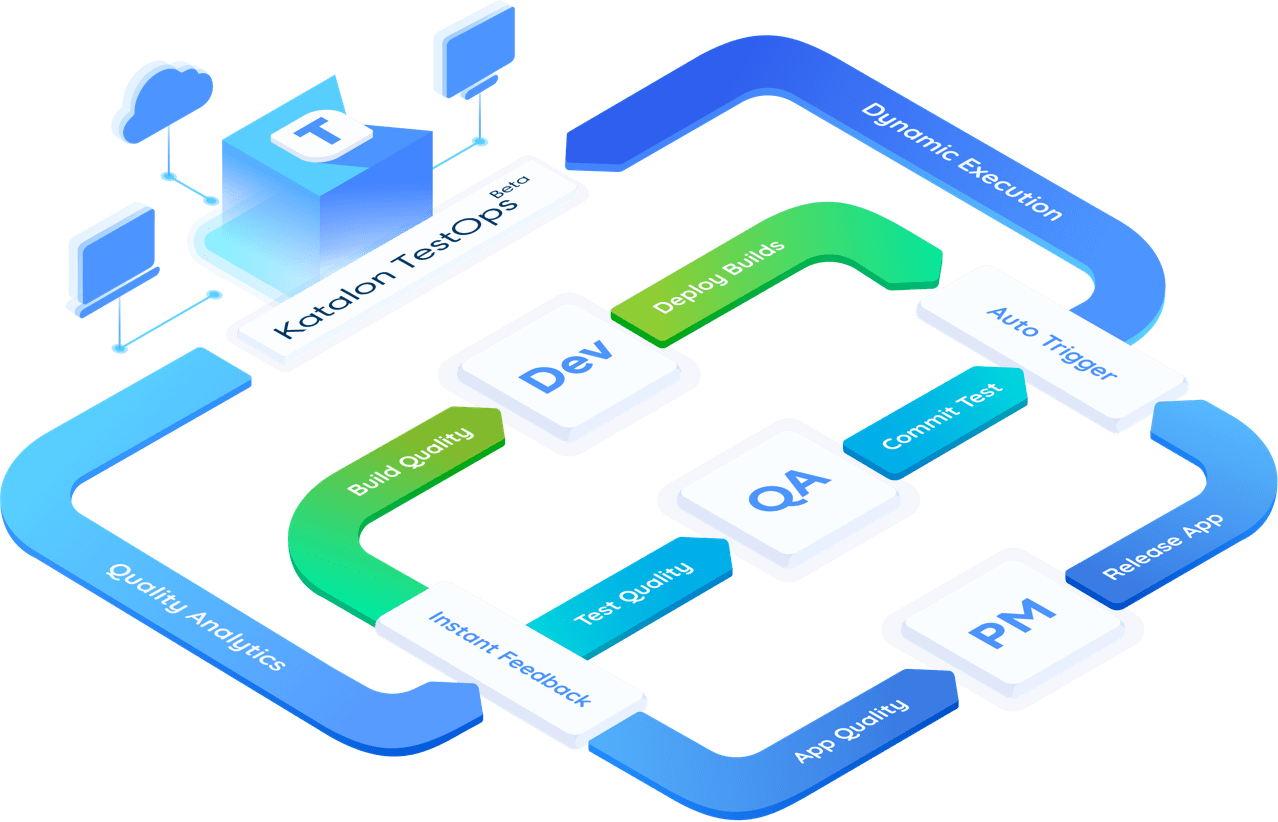 T
Dynamic Execution
Katalon TestOps Beta
Deploy Builds
Auto Trigger
Dev
Commit Test
Build Quality
QA
Release App
Test Quality
Quality Analytics
Instant Feedback
PM
App Quality